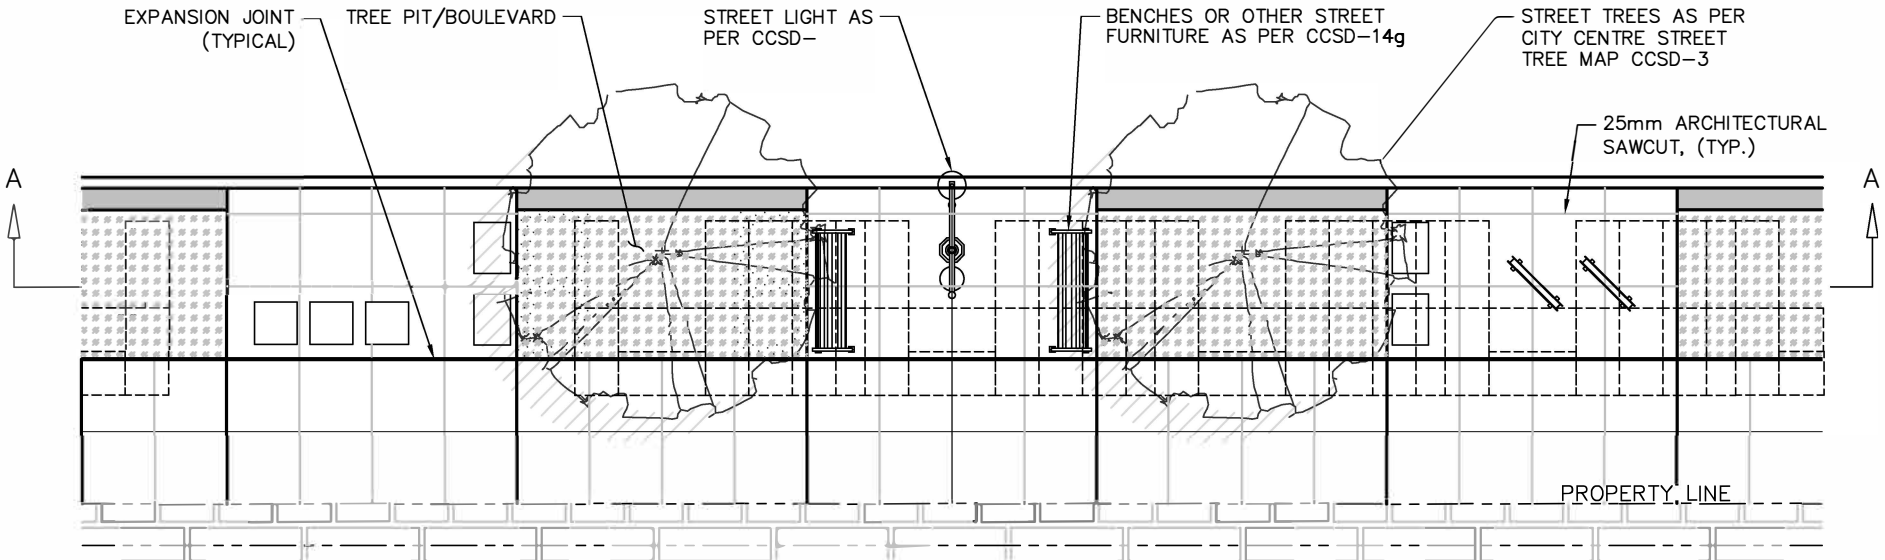 EXPANSION JOINT
(TYPICAL)
TREE PIT/BOULEVARD
STREET LIGHT AS
PER CCSD-
BENCHES OR OTHER STREET
FURNITURE AS PER CCSD-14g
STREET TREES AS PER
CITY CENTRE STREET
TREE MAP CCSD-3
25mm ARCHITECTURAL
SAWCUT, (TYP.)
A
A
PROPERTY LINE